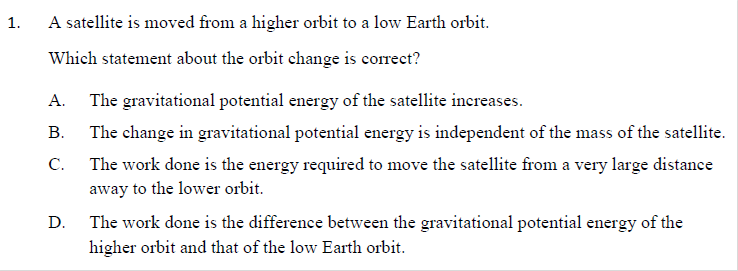 1. A satellite is moved from a higher orbit to a low Earth orbit.
Which statement about the orbit change is correct?
A. The gravitational potential energy of the satellite increases.
B. The change in gravitational potential energy is independent of the mass of the satellite.
C. The work done is the energy required to move the satellite from a very large distance
away to the lower orbit.
D. The work done is the difference between the gravitational potential energy of the
higher orbit and that of the low Earth orbit.